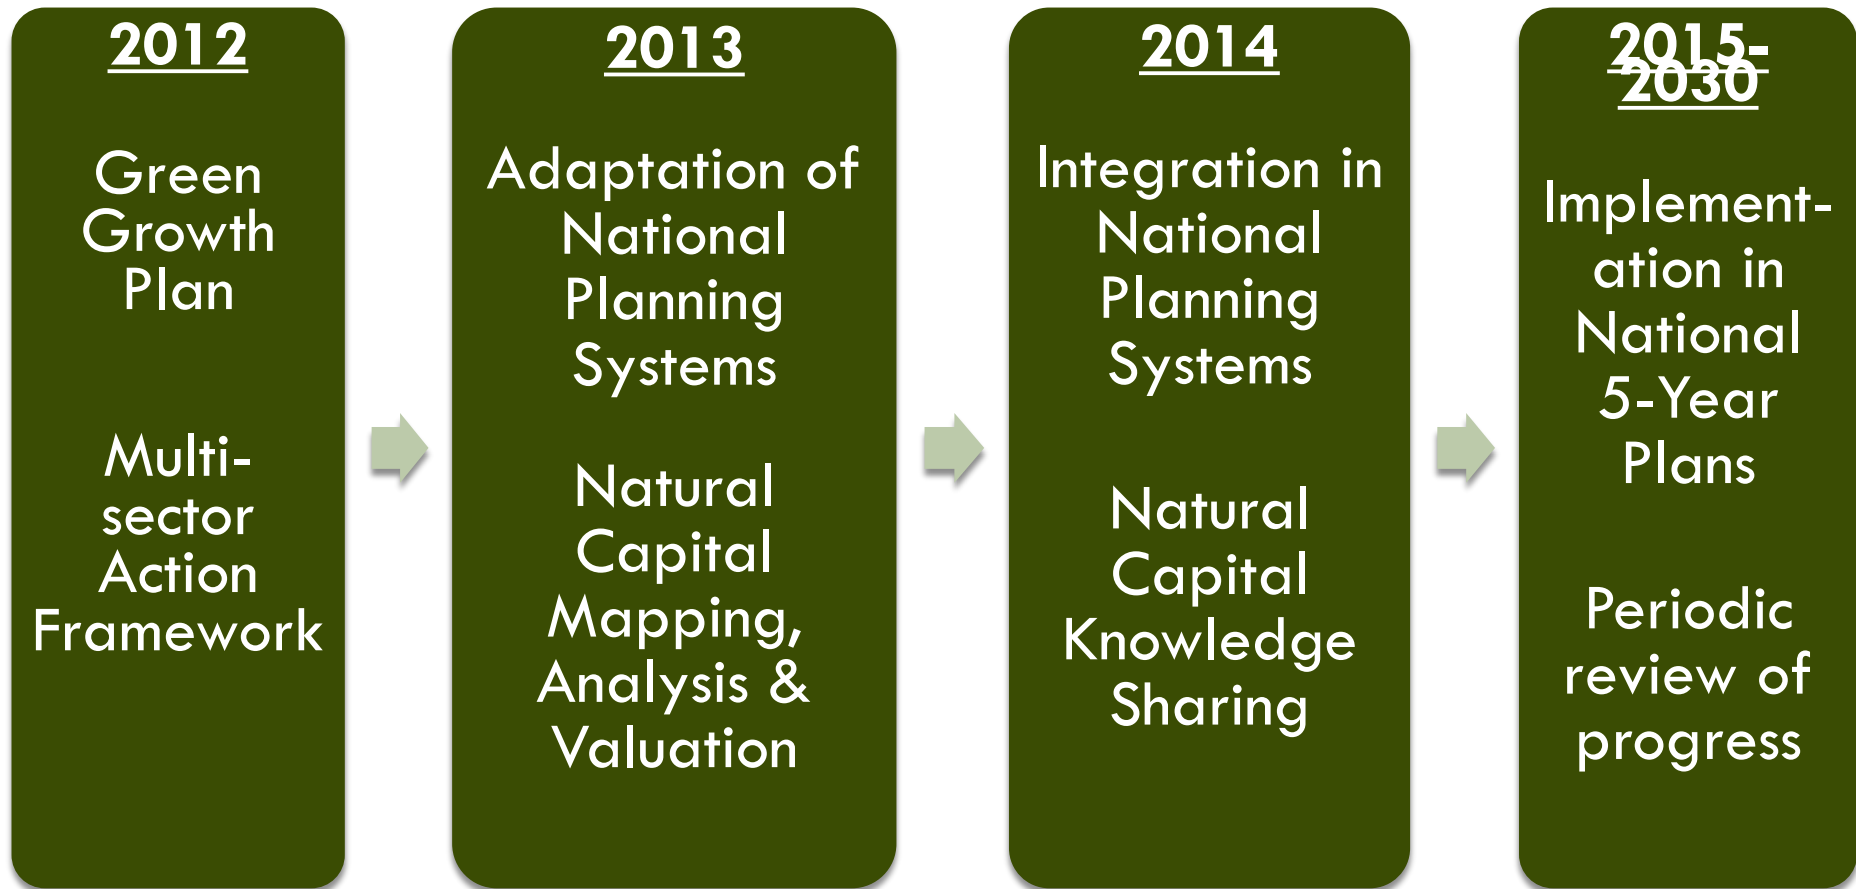 2012
Green
Growth
Plan
Multi-
sector
Action
Framework
2013
Adaptation of
National
Planning
Systems
Natural
Capital
Mapping,
Analysis &
Valuation
2014
Integration in
National
Planning
Systems
Natural
Capital
Knowledge
Sharing
2015-
2030
Implement-
ation in
National
5-Year
Plans
Periodic
review of
progress